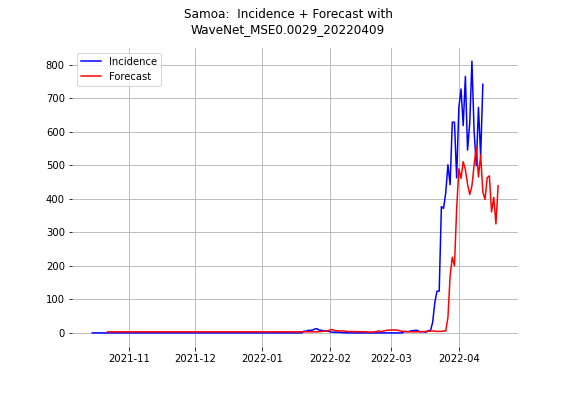 Samoa:  Incidence + Forecast with
WaveNet_MSE0.0029_20220409
Incidence
Forecast
800
700
600
500
400
300
200
100
0
2021-11 2021-12 2022-01 2022-02 2022-03 2022-04